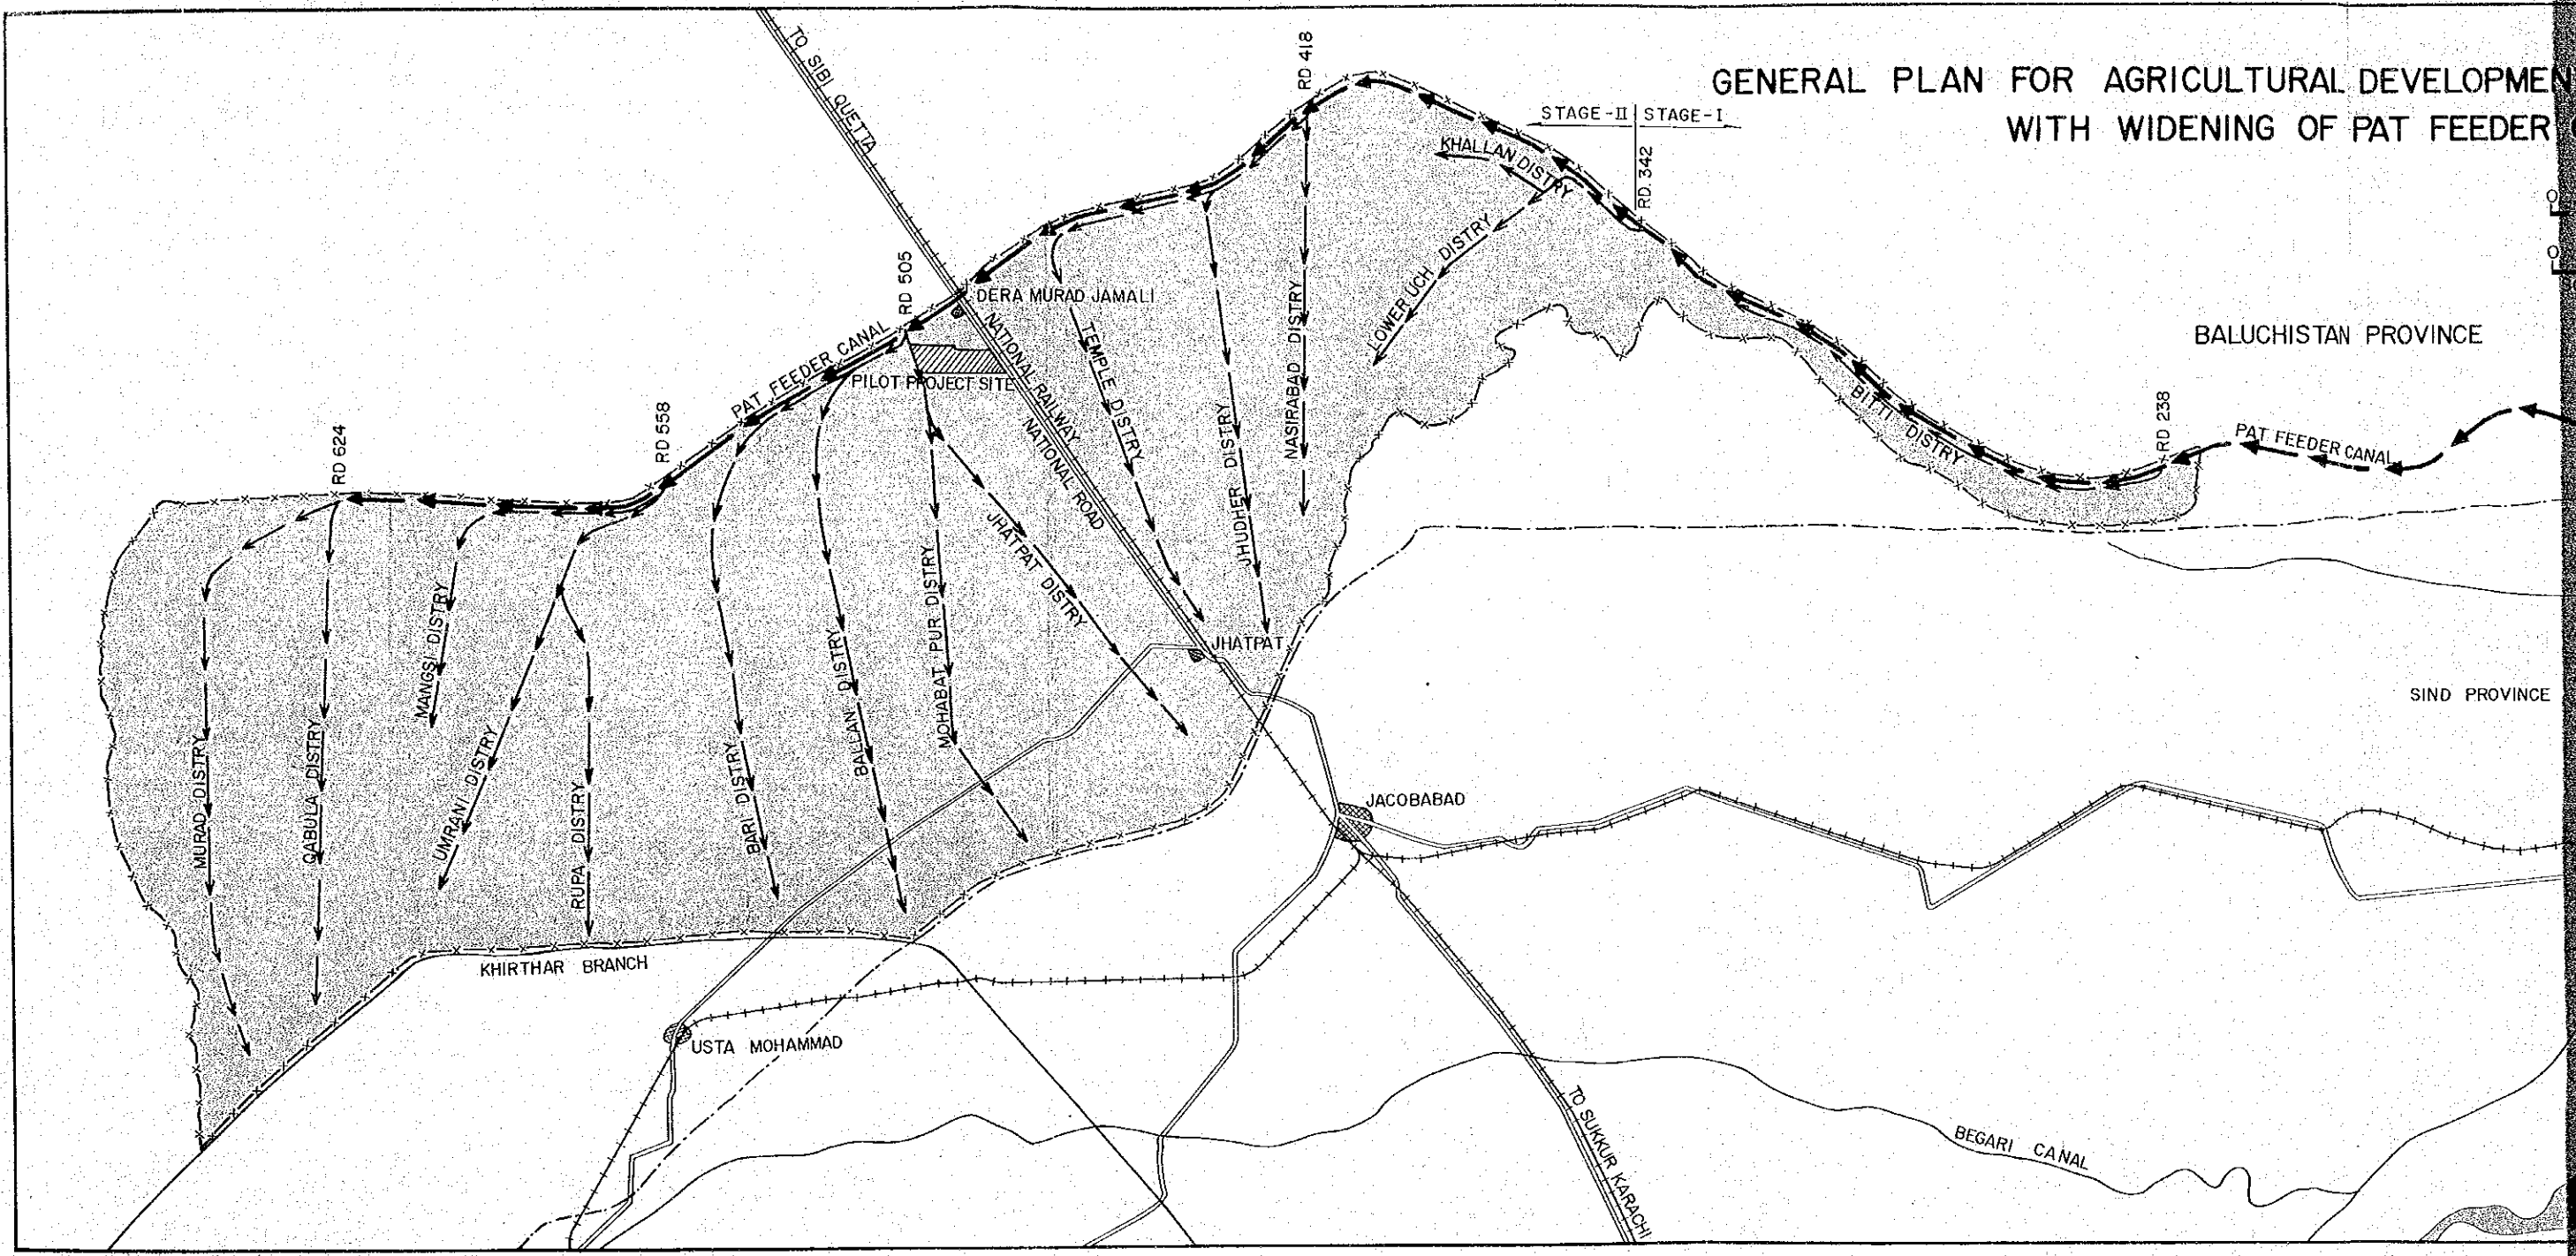 GENERAL PLAN FOR AGRICULTURAL DEVELOPMEN
WITH WIDENING OF PAT FEEDER
TO SIBI QUETTA
RD 418
STAGE-II
STAGE-I
KHALLAN DISTRY
RD. 342
LOWER UCH DISTRY
RD 505
DERA MURAD JAMALI
NATIONAL RAILWAY
NATIONAL ROAD
TEMPLE DISTRY
JHUDHER DISTRY
NASIRABAD DISTRY
BALUCHISTAN PROVINCE
PAT FEEDER CANAL
PILOT PROJECT SITE
BITTI DISTRY
RD 238
PAT FEEDER CANAL
RD 624
RD 558
JHATPAT DISTRY
MOHABAT PUR DISTRY
MANGSI DISTRY
JHATPAT
SIND PROVINCE
MURAD DISTRY
QABULA DISTRY
UMRANI DISTRY
RUPA DISTRY
BARI DISTRY
BALLAN DISTRY
JACOBABAD
KHIRTHAR BRANCH
USTA MOHAMMAD
TO SUKKUR KARACHI
BEGARI CANAL
0
0